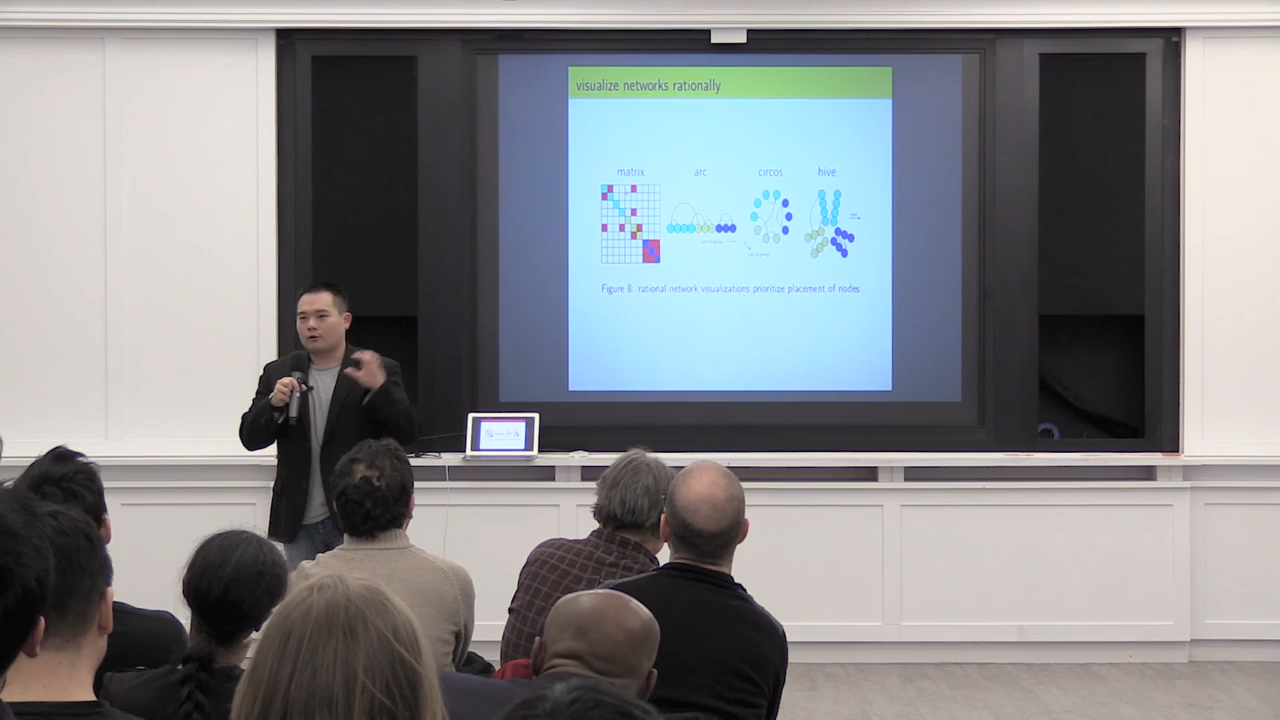 visualize networks rationally
matrix arc circos hive
Figure 8: rational network visualizations prioritize placement of nodes